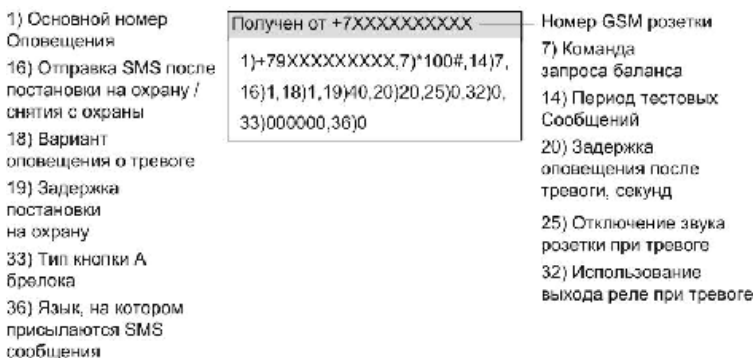 1) Основной номер
Оповещения
16) Отправка SMS после
постановки на охрану /
снятия с охраны
18) Вариант
оповещения о тревоге
19) Задержка
постановки
на охрану
33) Тип кнопки А
брелока
36) Язык, на котором
присылаются SMS
сообщения
Получен от +7XXXXXXXXXX
1)+79XXXXXXXXX,7)*100#,14)7,
16)1,18)1,19)40,20)20,25)0,32)0,
33)000000,36)0
Номер GSM розетки
7) Команда
запроса баланса
14) Период тестовых
Сообщений
20) Задержка
оповещения после
тревоги, секунд
25) Отключение звука
розетки при тревоге
32) Использование
выхода реле при тревоге